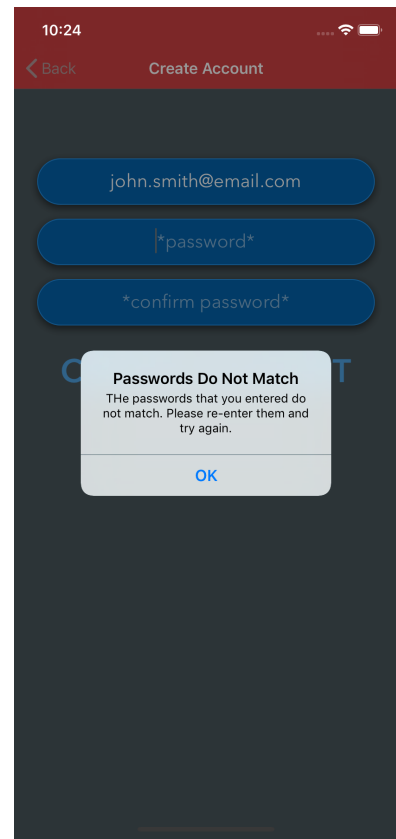 10:24
Back
Create Account
john.smith@email.com
*password*
*confirm password*
Passwords Do Not Match
THe passwords that you entered do
not match. Please re-enter them and
try again.
OK